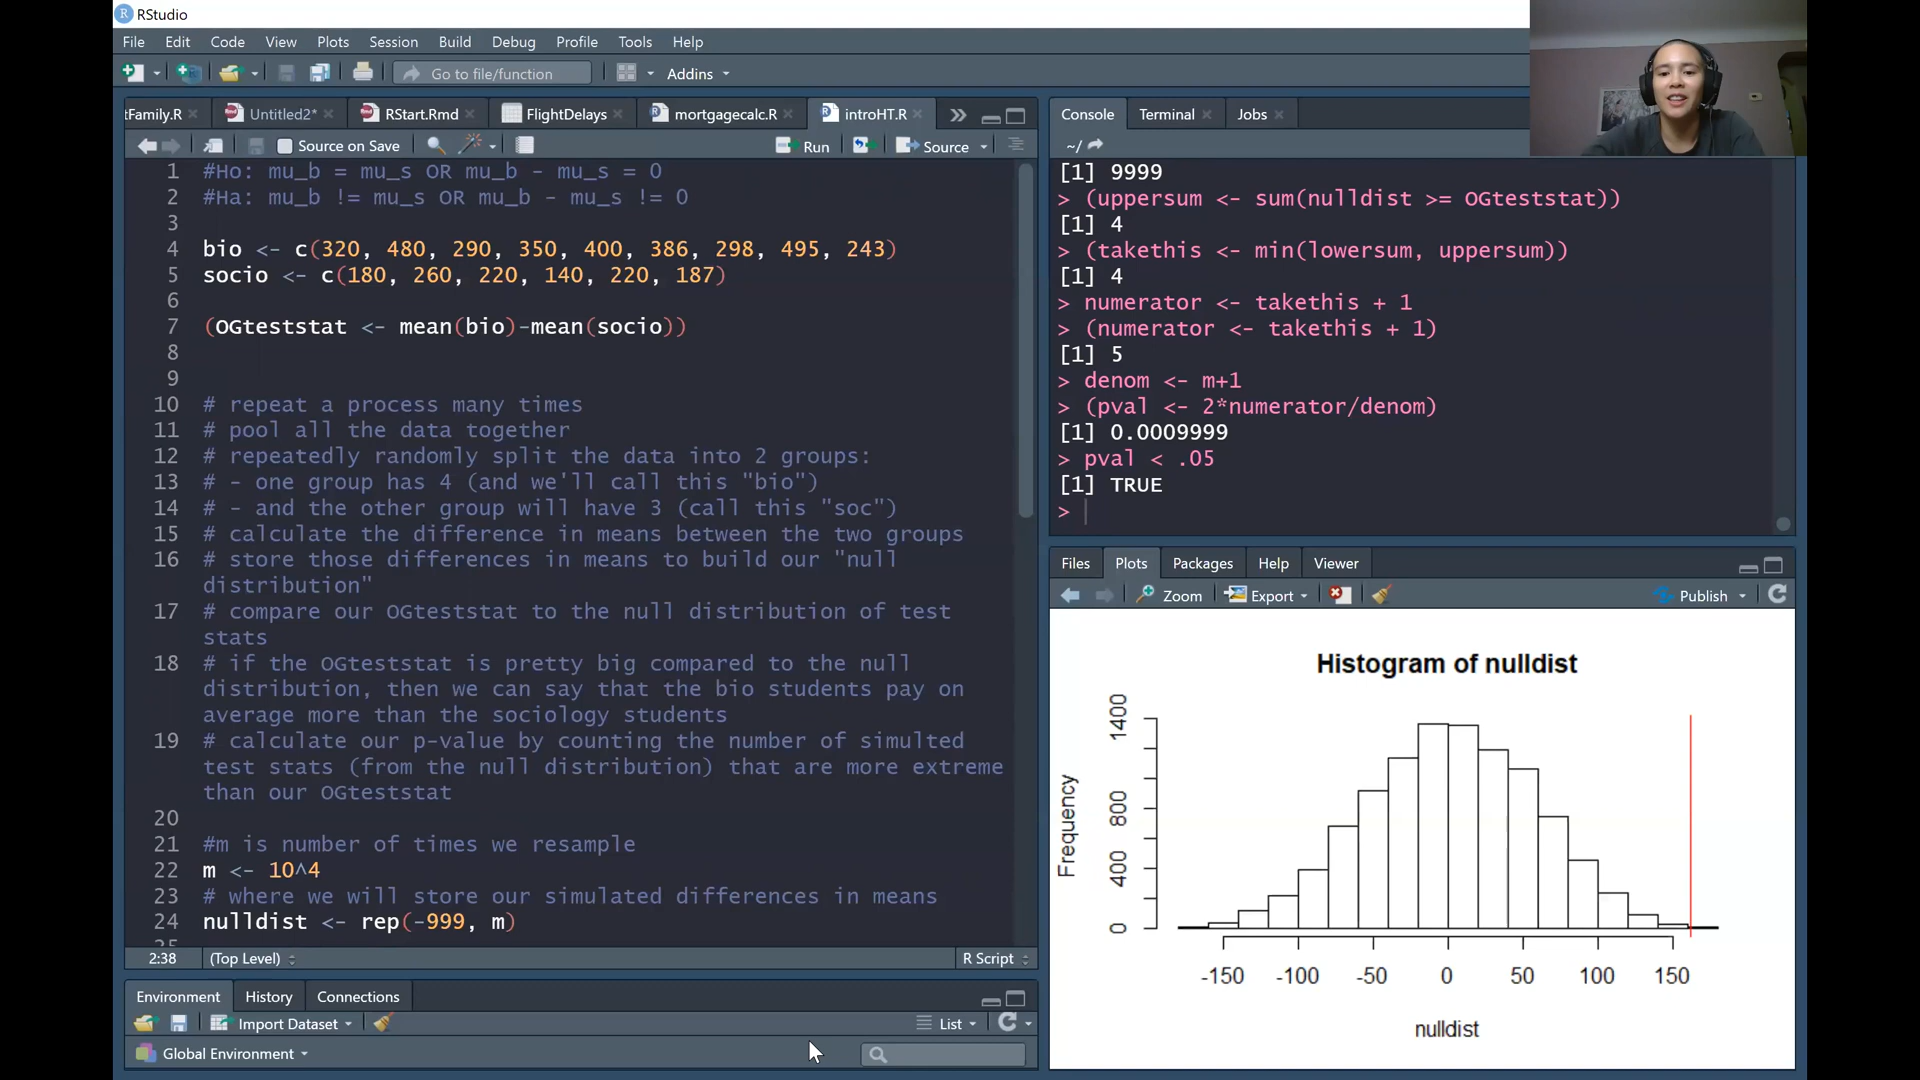 RStudio
File Edit Code View Plots Session Build Debug Profile Tools Help
Go to file/function Addins
tFamily.R Untitled2* RStart.Rmd FlightDelays mortgagecalc.R introHT.R
Source on Save Run Source
1 #Ho: mu_b = mu_s OR mu_b - mu_s = 0
2 #Ha: mu_b != mu_s OR mu_b - mu_s != 0
3
4 bio <- c(320, 480, 290, 350, 400, 386, 298, 495, 243)
5 socio <- c(180, 260, 220, 140, 220, 187)
6
7 (OGteststat <- mean(bio)-mean(socio))
8
9
10 # repeat a process many times
11 # pool all the data together
12 # repeatedly randomly split the data into 2 groups:
13 # - one group has 4 (and we'll call this "bio")
14 # - and the other group will have 3 (call this "soc")
15 # calculate the difference in means between the two groups
16 # store those differences in means to build our "null
distribution"
17 # compare our OGteststat to the null distribution of test
stats
18 # if the OGteststat is pretty big compared to the null
distribution, then we can say that the bio students pay on
average more than the sociology students
19 # calculate our p-value by counting the number of simulted
test stats (from the null distribution) that are more extreme
than our OGteststat
20
21 #m is number of times we resample
22 m <- 10^4
23 # where we will store our simulated differences in means
24 nulldist <- rep(-999, m)
25
2:38 (Top Level) R Script
Environment History Connections
Import Dataset List
Global Environment
Console Terminal Jobs
~/
[1] 9999
> (uppersum <- sum(nulldist >= OGteststat))
[1] 4
> (takethis <- min(lowersum, uppersum))
[1] 4
> numerator <- takethis + 1
> (numerator <- takethis + 1)
[1] 5
> denom <- m+1
> (pval <- 2*numerator/denom)
[1] 0.0009999
> pval < .05
[1] TRUE
>
Files Plots Packages Help Viewer
Zoom Export Publish
Histogram of nulldist
Frequency
1400
800
400
0
-150 -100 -50 0 50 100 150
nulldist